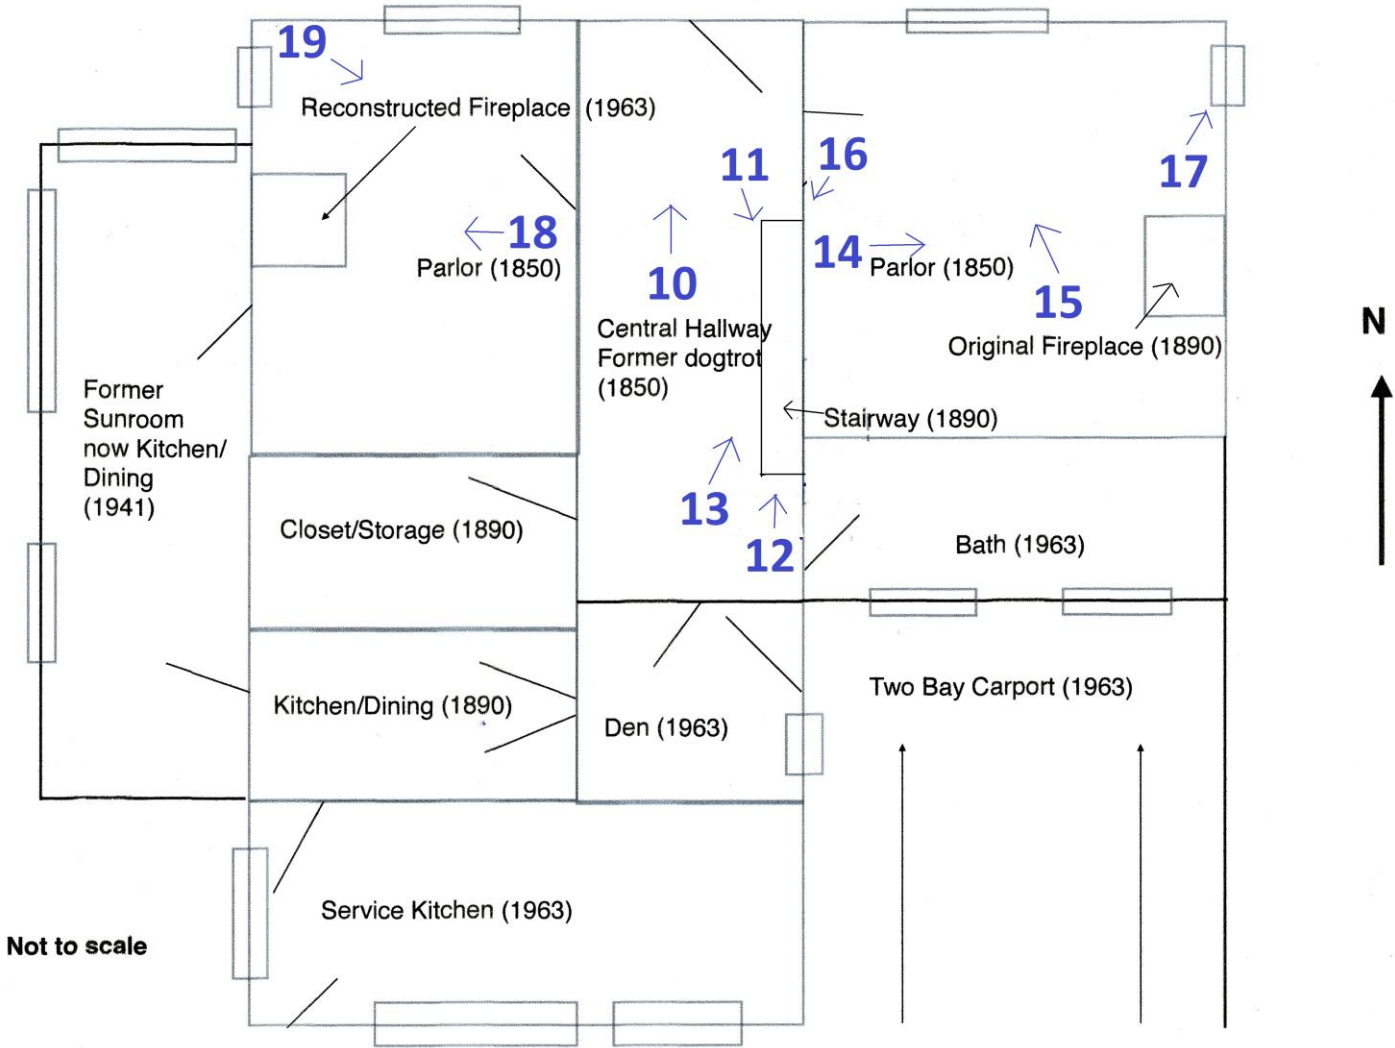 19
Reconstructed Fireplace (1963)
11
16
17
18
Parlor (1850)
10
14
Parlor (1850)
15
N
Central Hallway
Former dogtrot
(1850)
Original Fireplace (1890)
Former
Sunroom
now Kitchen/
Dining
(1941)
Stairway (1890)
13
12
Closet/Storage (1890)
Bath (1963)
Kitchen/Dining (1890)
Den (1963)
Two Bay Carport (1963)
Service Kitchen (1963)
Not to scale